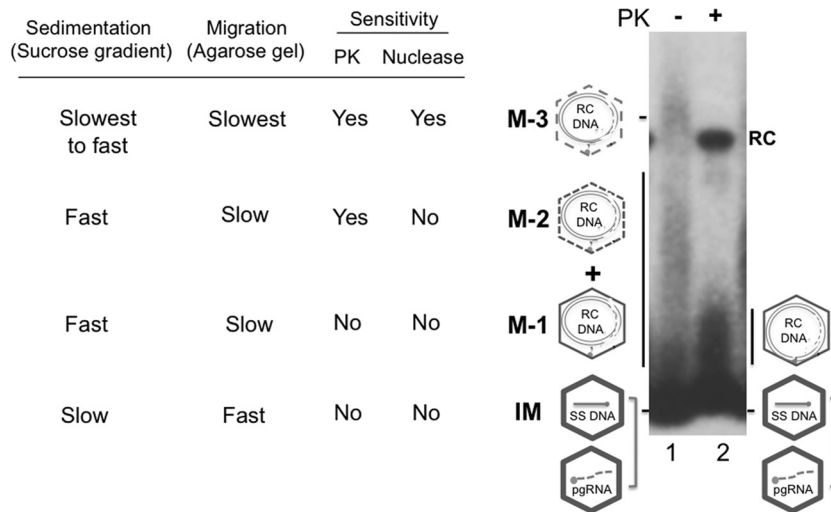 Sedimentation
(Sucrose gradient)
Migration
(Agarose gel)
Sensitivity
PK Nuclease
Slowest
to fast
Slowest
Yes
Yes
Fast
Slow
Yes
No
Fast
Slow
No
No
Slow
Fast
No
No
PK - +
M-3
RC
DNA
-
RC
M-2
RC
DNA
+
M-1
RC
DNA
RC
DNA
IM
SS DNA
-
-
SS DNA
pgRNA
1 2
pgRNA